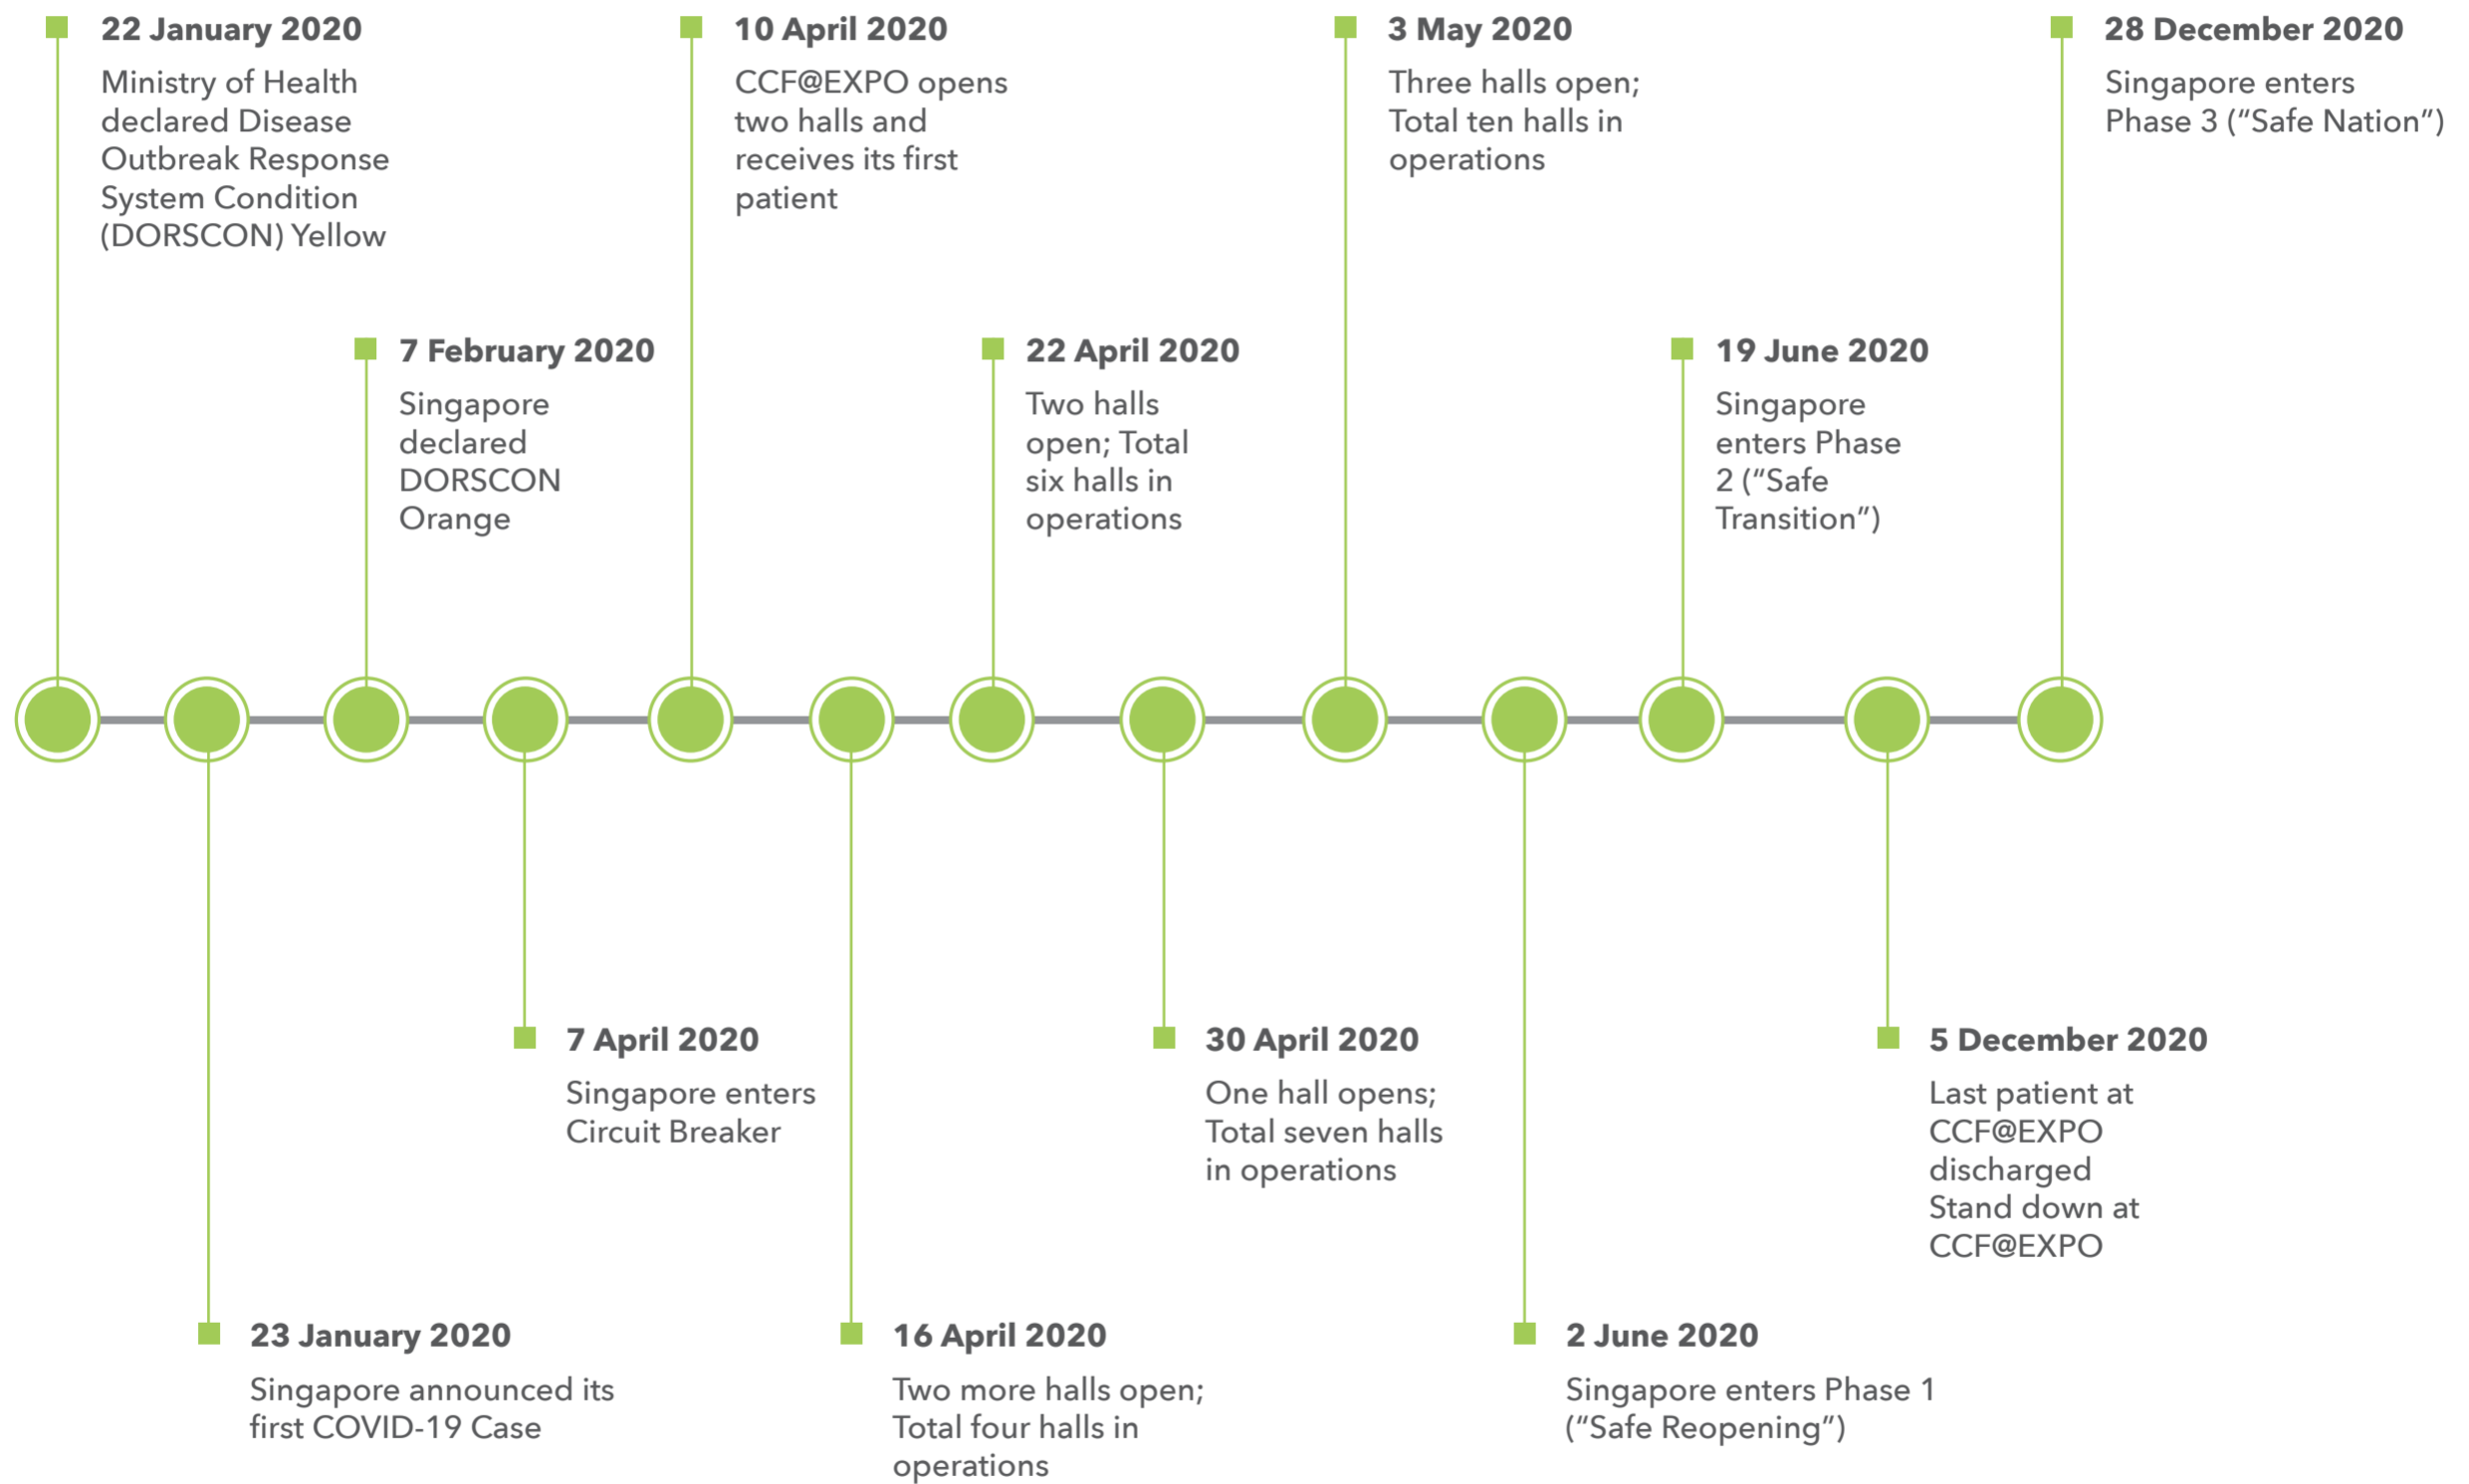 22 January 2020
Ministry of Health
declared Disease
Outbreak Response
System Condition
(DORSCON) Yellow
10 April 2020
CCF@EXPO opens
two halls and
receives its first
patient
3 May 2020
Three halls open;
Total ten halls in
operations
28 December 2020
Singapore enters
Phase 3 (“Safe Nation”)
7 February 2020
Singapore
declared
DORSCON
Orange
22 April 2020
Two halls
open; Total
six halls in
operations
19 June 2020
Singapore
enters Phase
2 (“Safe
Transition”)
7 April 2020
Singapore enters
Circuit Breaker
30 April 2020
One hall opens;
Total seven halls
in operations
5 December 2020
Last patient at
CCF@EXPO
discharged
Stand down at
CCF@EXPO
23 January 2020
Singapore announced its
first COVID-19 Case
16 April 2020
Two more halls open;
Total four halls in
operations
2 June 2020
Singapore enters Phase 1
(“Safe Reopening”)